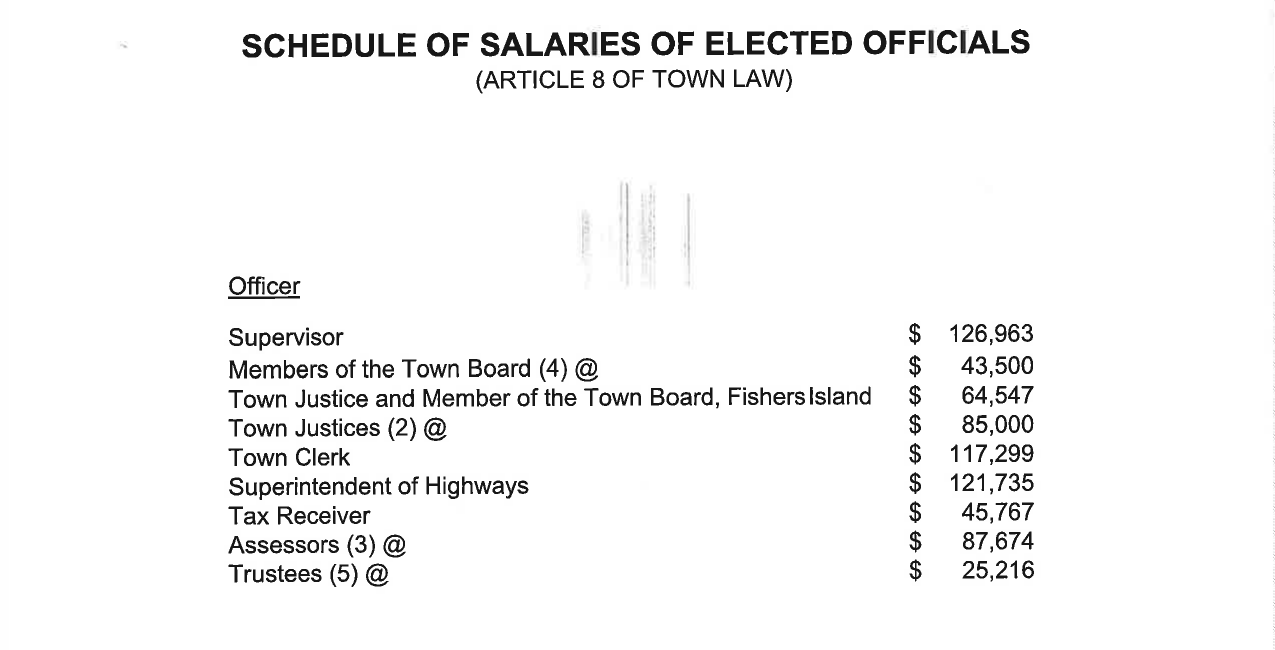 SCHEDULE OF SALARIES OF ELECTED OFFICIALS
(ARTICLE 8 OF TOWN LAW)
Officer
Supervisor $ 126,963
Members of the Town Board (4) @ $ 43,500
Town Justice and Member of the Town Board, Fishers Island $ 64,547
Town Justices (2) @ $ 85,000
Town Clerk $ 117,299
Superintendent of Highways $ 121,735
Tax Receiver $ 45,767
Assessors (3) @ $ 87,674
Trustees (5) @ $ 25,216